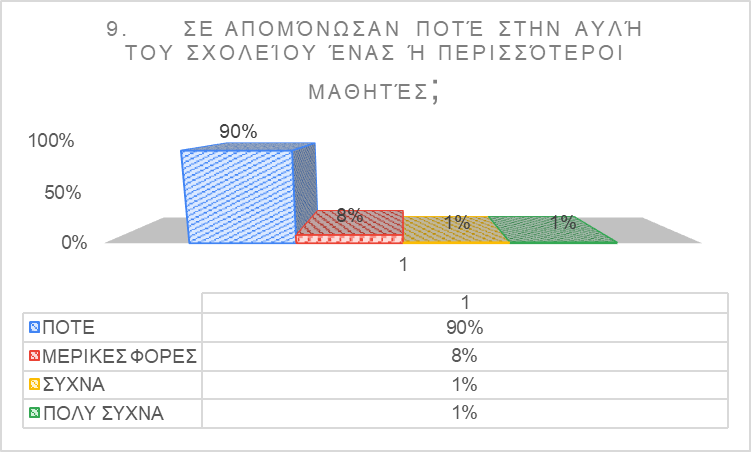 9. ΣΕ ΑΠΟΜΌΝΩΣΑΝ ΠΟΤΈ ΣΤΗΝ ΑΥΛΉ
ΤΟΥ ΣΧΟΛΕΊΟΥ ΈΝΑΣ Ή ΠΕΡΙΣΣΌΤΕΡΟΙ
ΜΑΘΗΤΈΣ;
90%
100%
8%
1%
1%
50%
0%
1
1
ΠΟΤΕ 90%
ΜΕΡΙΚΕΣ ΦΟΡΕΣ 8%
ΣΥΧΝΑ 1%
ΠΟΛΥ ΣΥΧΝΑ 1%